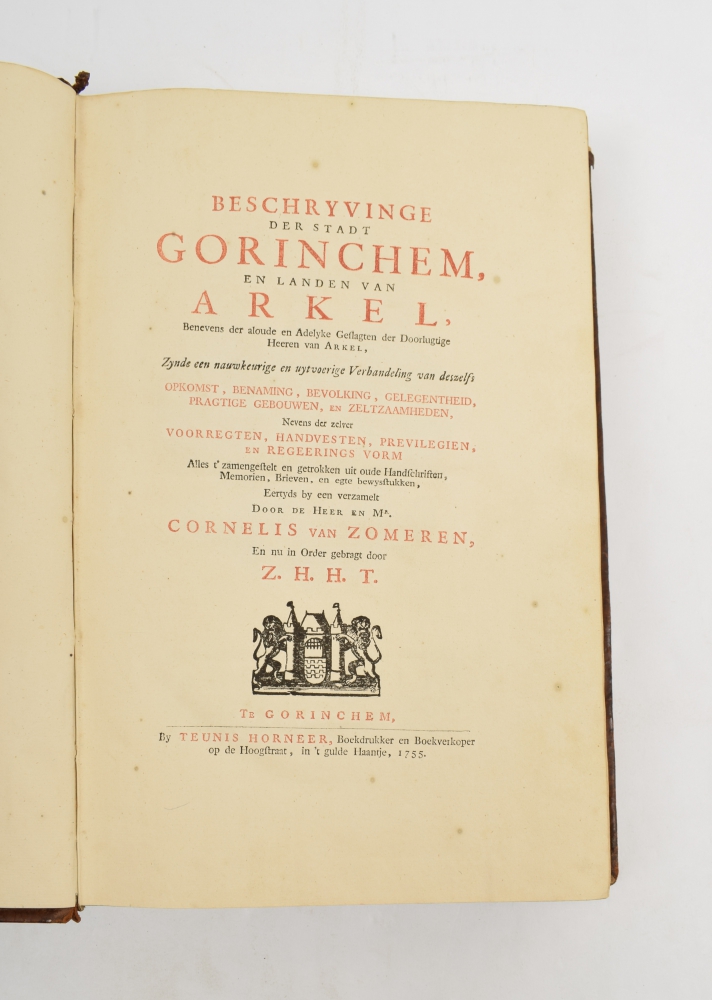 BESCHRYVINGE
DER STADT
GORINCHEM,
EN LANDEN VAN
ARKEL,
Benevens der aloude en Adelyke Geſlagten der Doorlugtige
Heeren van ARKEL,
Zynde een nauwkeurige en uytvoerige Verhandeling van deszelfs
OPKOMST, BENAMING, BEVOLKING, GELEGENTHEID,
PRAGTIGE GEBOUWEN, EN ZELTZAAMHEDEN,
Nevens der zelver
VOORREGTEN, HANDVESTEN, PREVILEGIEN,
EN REGEERINGS VORM
Alles t'zamengeſtelt en getrokken uit oude Handſchriften,
Memorien, Brieven, en egte bewysſtukken,
Eertyds by een verzamelt
DOOR DE HEER EN MR.
CORNELIS VAN ZOMEREN,
En nu in Order gebragt door
Z. H. H. T.
TE GORINCHEM,
By TEUNIS HORNEER, Boekdrukker en Boekverkoper
op de Hoogſtraat, in 't gulde Haantje, 1755.